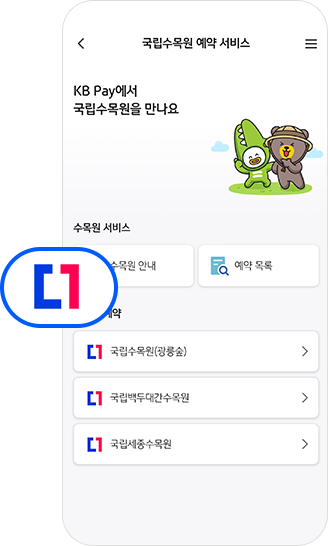 국립수목원 예약 서비스
KB Pay에서
국립수목원을 만나요
수목원 서비스
수목원 안내
예약 목록
예약
국립수목원(광릉숲)
국립백두대간수목원
국립세종수목원